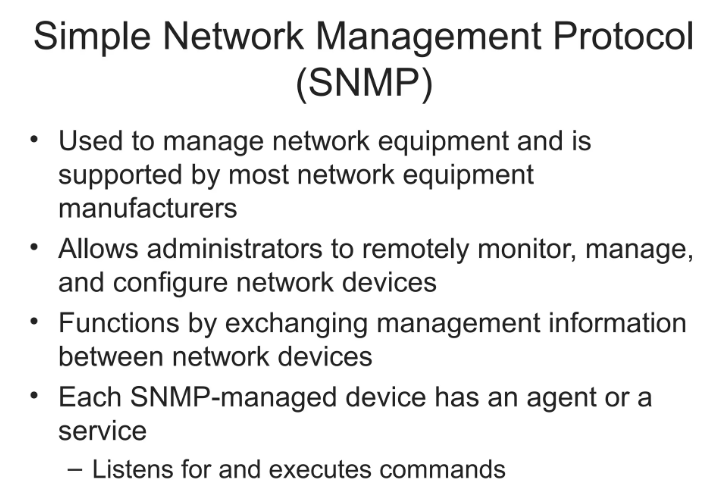 Simple Network Management Protocol
(SNMP)
• Used to manage network equipment and is
supported by most network equipment
manufacturers
• Allows administrators to remotely monitor, manage,
and configure network devices
• Functions by exchanging management information
between network devices
• Each SNMP-managed device has an agent or a
service
– Listens for and executes commands